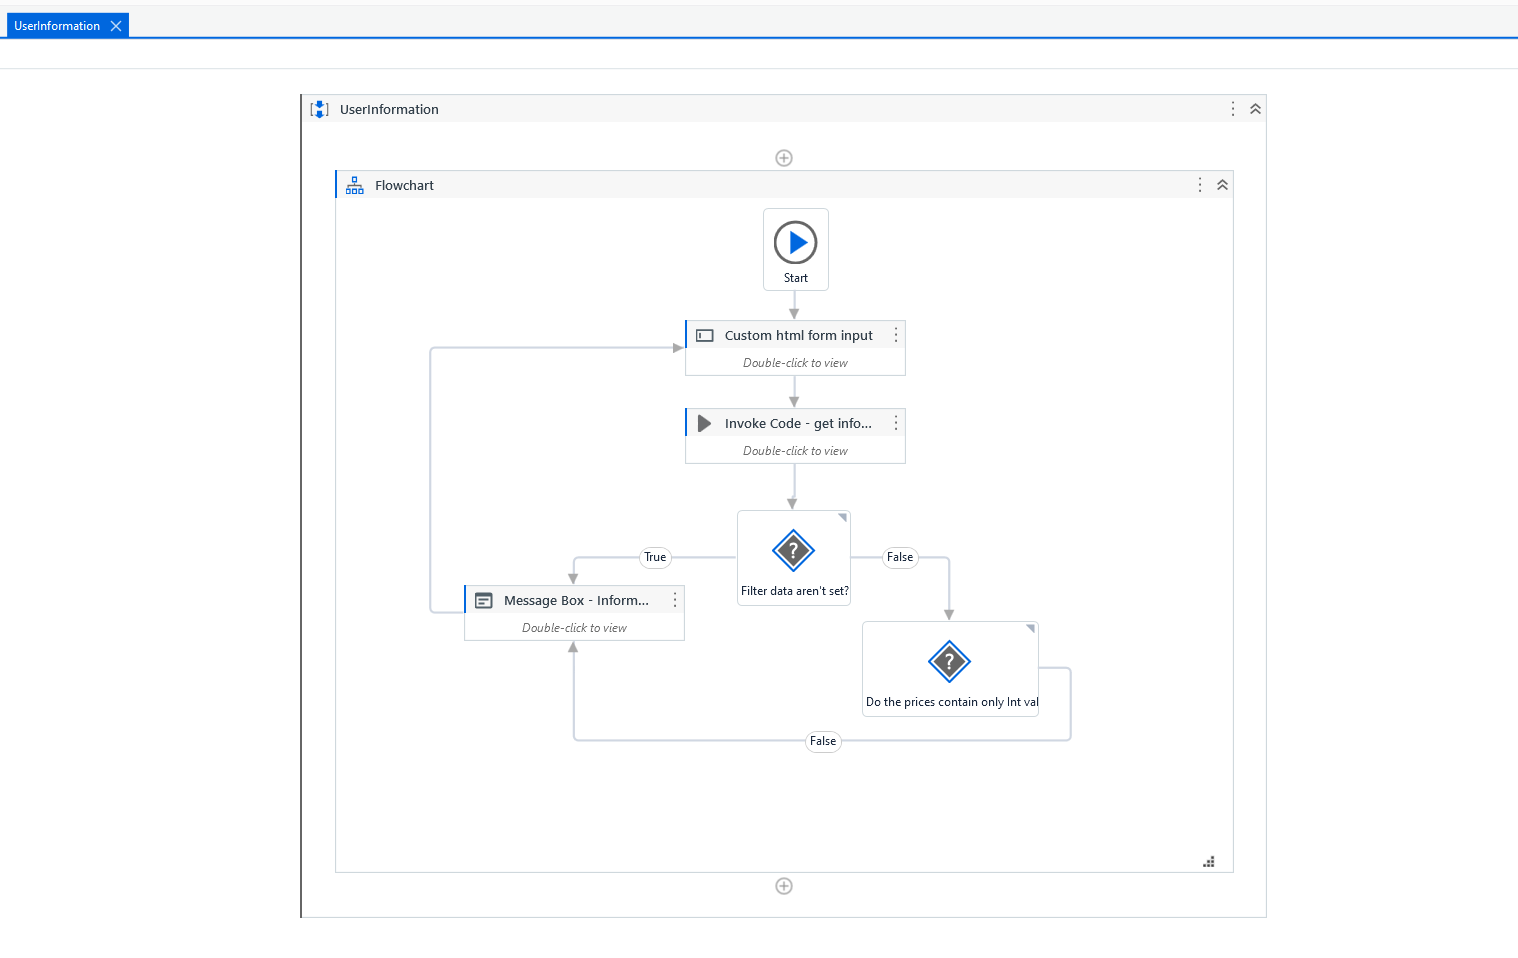 UserInformation
UserInformation
Flowchart
Start
Custom html form input
Double-click to view
Invoke Code - get info...
Double-click to view
?
Filter data aren't set?
True
False
Message Box - Inform...
Double-click to view
?
Do the prices contain only Int val
False